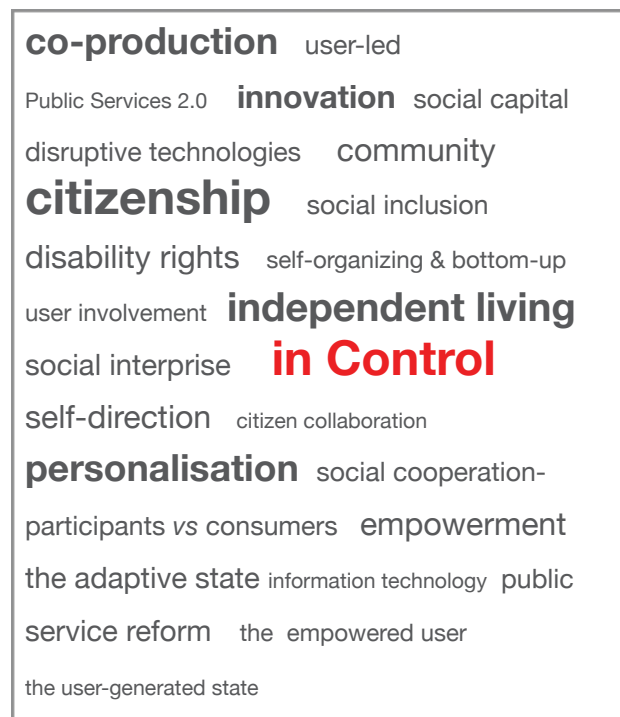 co-production user-led
Public Services 2.0 innovation social capital
disruptive technologies community
citizenship social inclusion
disability rights self-organizing & bottom-up
user involvement independent living
social interprise in Control
self-direction citizen collaboration
personalisation social cooperation-
participants vs consumers empowerment
the adaptive state information technology public
service reform the empowered user
the user-generated state